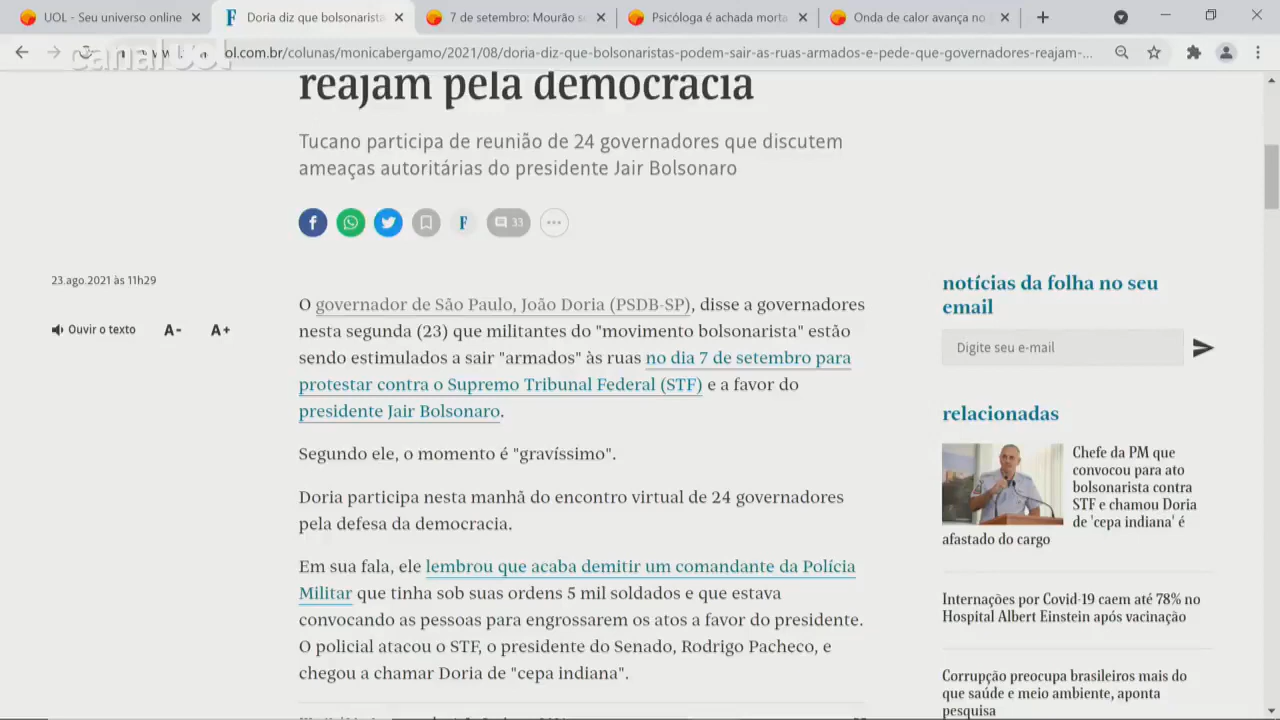 UOL - Seu universo online
Doria diz que bolsonarista
7 de setembro: Mourão se
Psicóloga é achada morta
Onda de calor avança no
canal UOL
ol.com.br/colunas/monicabergamo/2021/08/doria-diz-que-bolsonaristas-podem-sair-as-ruas-armados-e-pede-que-governadores-reajam-...
reajam pela democracia
Tucano participa de reunião de 24 governadores que discutem
ameaças autoritárias do presidente Jair Bolsonaro
F 33
23.ago.2021 às 11h29
Ouvir o texto A- A+
O governador de São Paulo, João Doria (PSDB-SP), disse a governadores
nesta segunda (23) que militantes do "movimento bolsonarista" estão
sendo estimulados a sair "armados" às ruas no dia 7 de setembro para
protestar contra o Supremo Tribunal Federal (STF) e a favor do
presidente Jair Bolsonaro.
Segundo ele, o momento é "gravíssimo".
Doria participa nesta manhã do encontro virtual de 24 governadores
pela defesa da democracia.
Em sua fala, ele lembrou que acaba demitir um comandante da Polícia
Militar que tinha sob suas ordens 5 mil soldados e que estava
convocando as pessoas para engrossarem os atos a favor do presidente.
O policial atacou o STF, o presidente do Senado, Rodrigo Pacheco, e
chegou a chamar Doria de "cepa indiana".
notícias da folha no seu
email
Digite seu e-mail
relacionadas
Chefe da PM que
convocou para ato
bolsonarista contra
STF e chamou Doria
de 'cepa indiana' é
afastado do cargo
Internações por Covid-19 caem até 78% no
Hospital Albert Einstein após vacinação
Corrupção preocupa brasileiros mais do
que saúde e meio ambiente, aponta
pesquisa